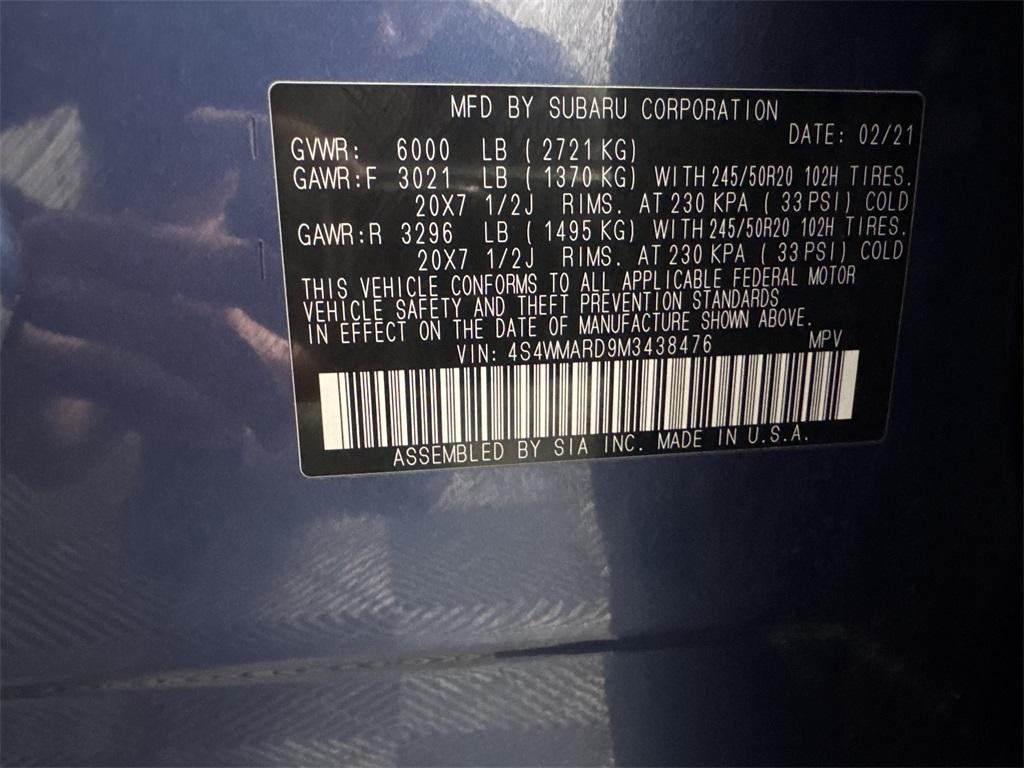 MFD BY SUBARU CORPORATION
DATE: 02/21
GVWR: 6000 LB ( 2721 KG)
GAWR:F 3021 LB ( 1370 KG) WITH 245/50R20 102H TIRES.
20X7 1/2J RIMS. AT 230 KPA ( 33 PSI) COLD
GAWR:R 3296 LB ( 1495 KG) WITH 245/50R20 102H TIRES.
20X7 1/2J RIMS. AT 230 KPA ( 33 PSI) COLD
THIS VEHICLE CONFORMS TO ALL APPLICABLE FEDERAL MOTOR
VEHICLE SAFETY AND THEFT PREVENTION STANDARDS
IN EFFECT ON THE DATE OF MANUFACTURE SHOWN ABOVE.
VIN: 4S4WMARD9M3438476 MPV
ASSEMBLED BY SIA INC. MADE IN U.S.A.